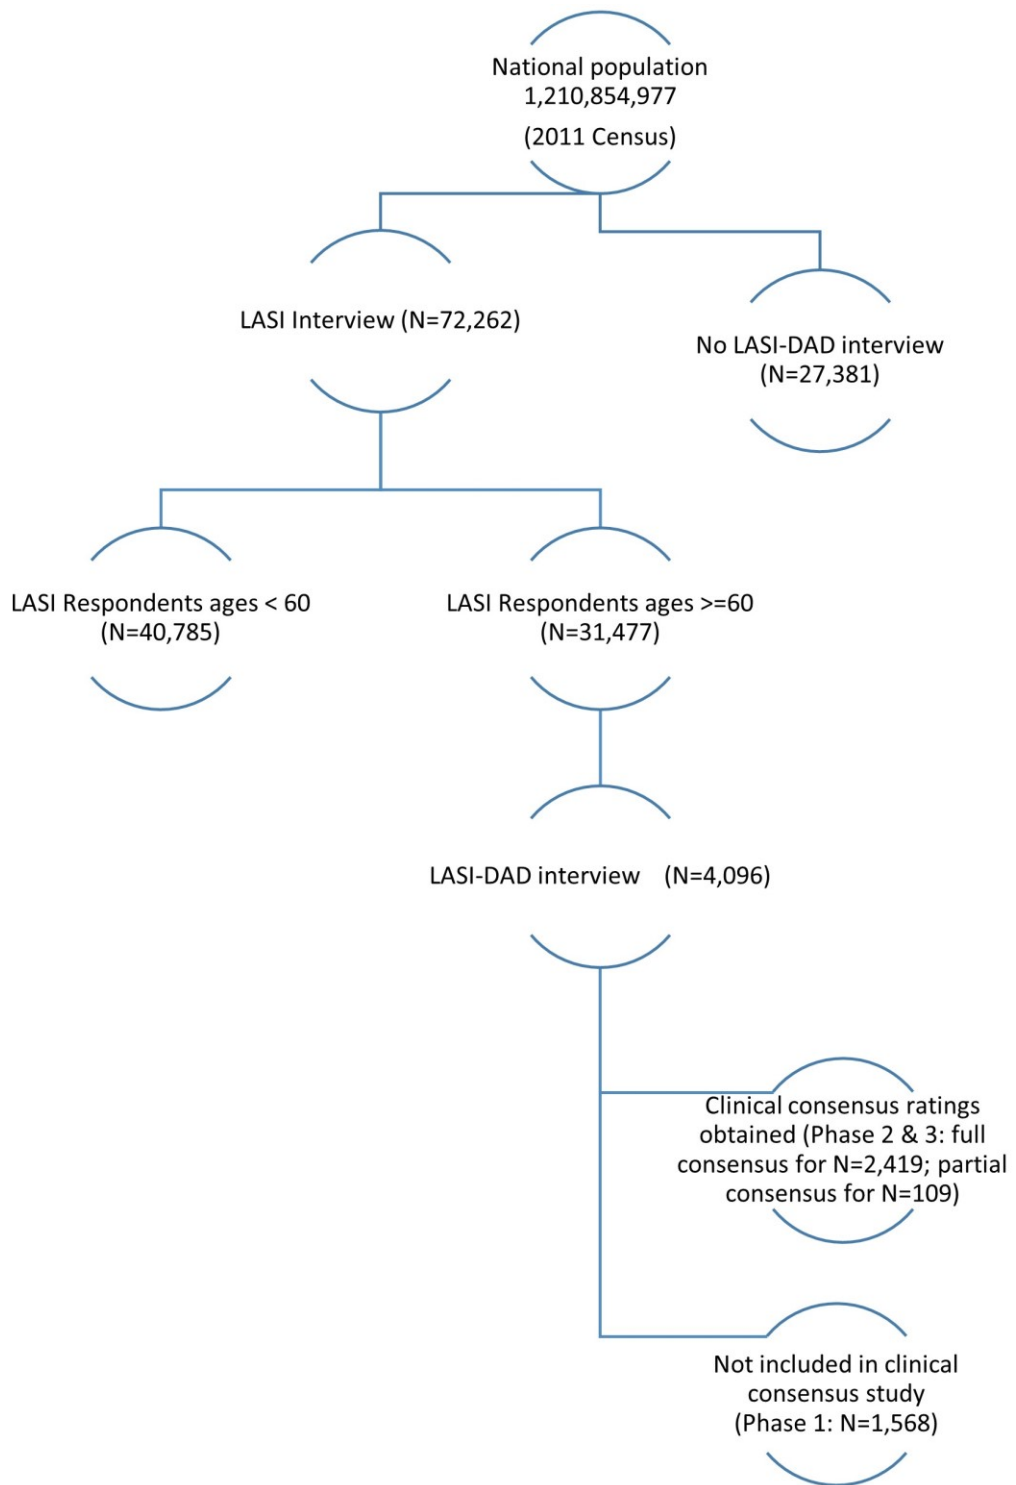 National population
1,210,854,977
(2011 Census)
LASI Interview (N=72,262)
No LASI-DAD interview
(N=27,381)
LASI Respondents ages < 60
(N=40,785)
LASI Respondents ages >=60
(N=31,477)
LASI-DAD interview (N=4,096)
Clinical consensus ratings
obtained (Phase 2 & 3: full
consensus for N=2,419; partial
consensus for N=109)
Not included in clinical
consensus study
(Phase 1: N=1,568)